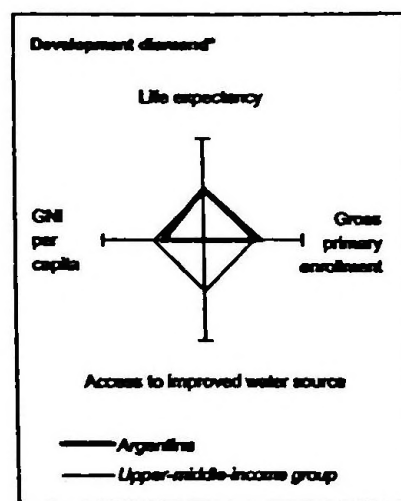 Development diamond*
Life expectancy
GNI
per
capita
Gross
primary
enrollment
Access to improved water source
Argentina
Upper-middle-income group